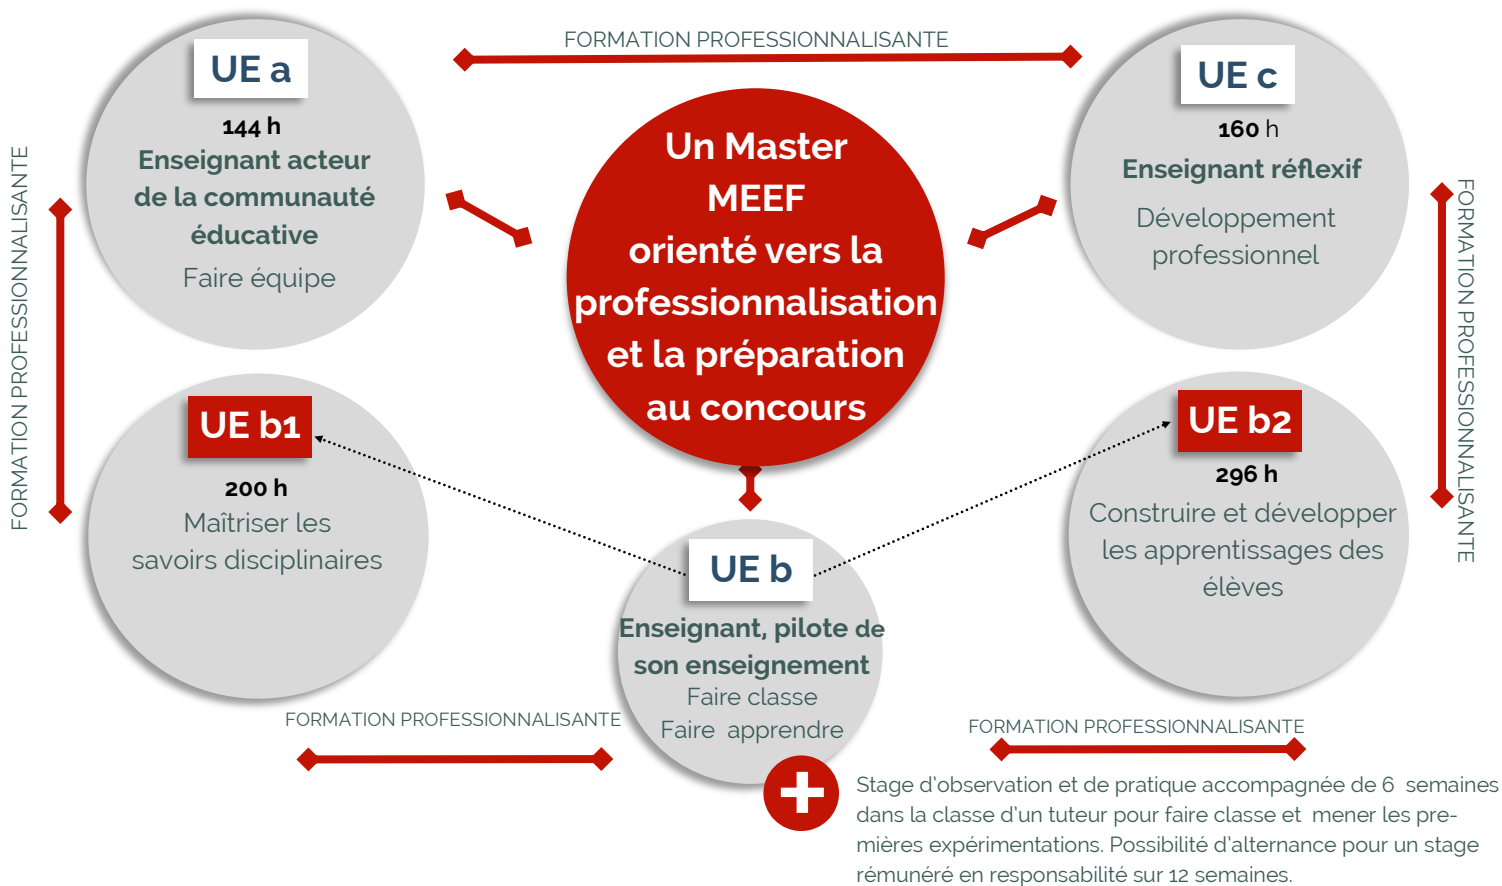 FORMATION PROFESSIONNALISANTE
UE a
144 h
Enseignant acteur
de la communauté
éducative
Faire équipe
Un Master
MEEF
orienté vers la
professionnalisation
et la préparation
au concours
UE c
160 h
Enseignant réflexif
Développement
professionnel
FORMATION PROFESSIONNALISANTE
FORMATION PROFESSIONNALISANTE
UE b1
200 h
Maîtriser les
savoirs disciplinaires
UE b2
296 h
Construire et développer
les apprentissages des
élèves
UE b
Enseignant, pilote de
son enseignement
Faire classe
Faire apprendre
FORMATION PROFESSIONNALISANTE
FORMATION PROFESSIONNALISANTE
Stage d'observation et de pratique accompagnée de 6 semaines
dans la classe d'un tuteur pour faire classe et mener les pre-
mières expérimentations. Possibilité d'alternance pour un stage
rémunéré en responsabilité sur 12 semaines.